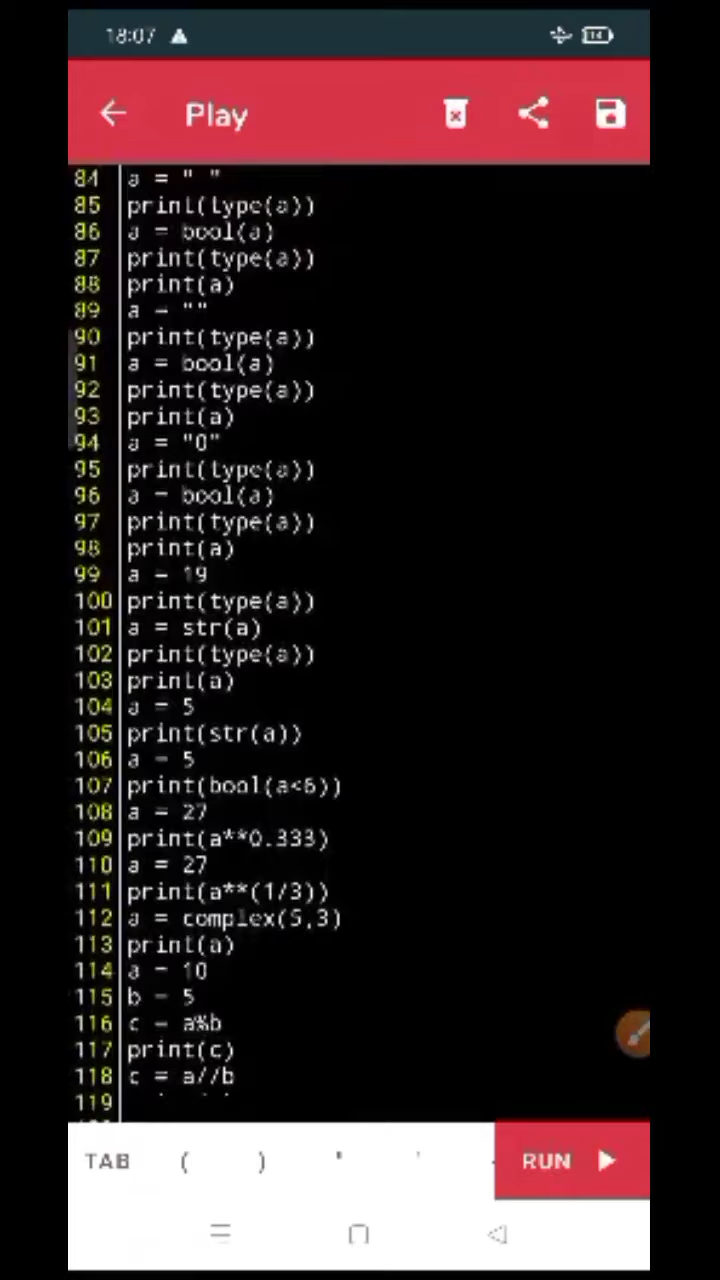 18:07
14
Play
84 a = " "
85 print(type(a))
86 a = bool(a)
87 print(type(a))
88 print(a)
89 a = ""
90 print(type(a))
91 a = bool(a)
92 print(type(a))
93 print(a)
94 a = "0"
95 print(type(a))
96 a = bool(a)
97 print(type(a))
98 print(a)
99 a = 19
100 print(type(a))
101 a = str(a)
102 print(type(a))
103 print(a)
104 a = 5
105 print(str(a))
106 a = 5
107 print(bool(a<6))
108 a = 27
109 print(a**0.333)
110 a = 27
111 print(a**(1/3))
112 a = complex(5,3)
113 print(a)
114 a = 10
115 b = 5
116 c = a%b
117 print(c)
118 c = a//b
119
TAB ( ) " ' RUN